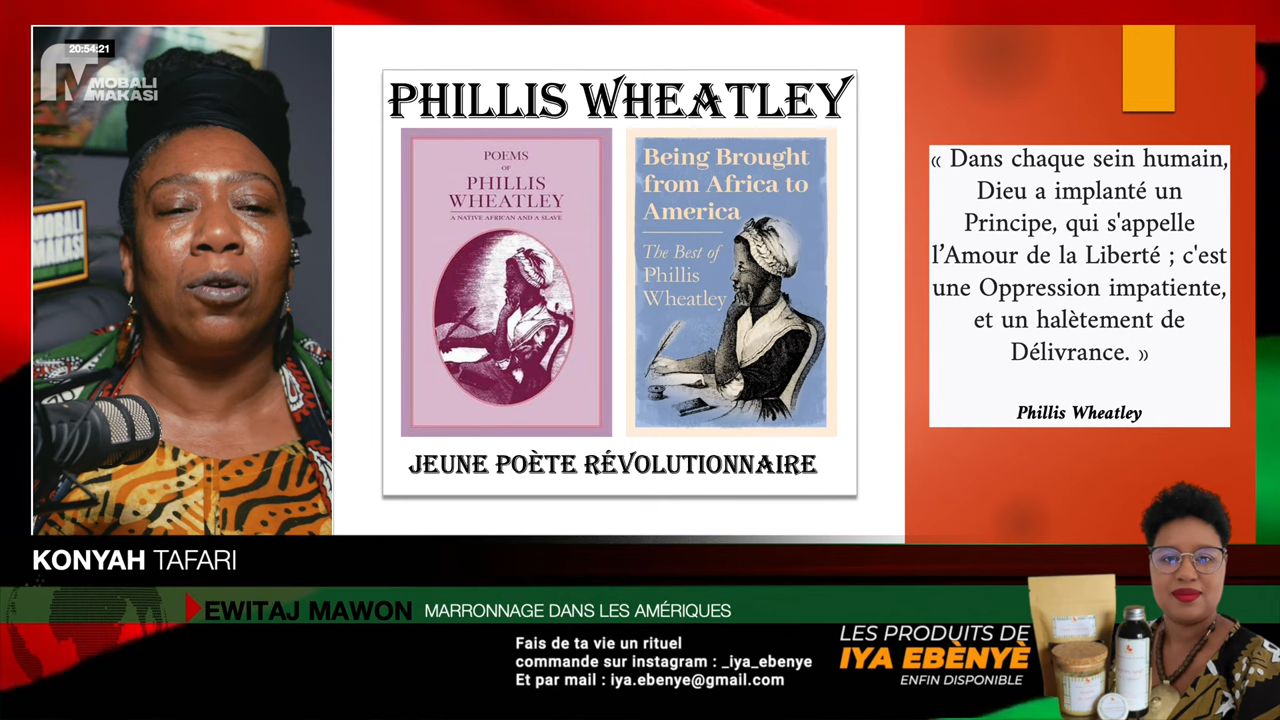 20:54:21
MOBALI
MAKASI
MOBALI
MAKASI
PHILLIS WHEATLEY
POEMS
OF
PHILLIS
WHEATLEY
A NATIVE AFRICAN AND A SLAVE
Being Brought
from Africa to
America
The Best of
Phillis
Wheatley
JEUNE POÈTE RÉVOLUTIONNAIRE
« Dans chaque sein humain,
Dieu a implanté un
Principe, qui s'appelle
l'Amour de la Liberté ; c'est
une Oppression impatiente,
et un halètement de
Délivrance. »
Phillis Wheatley
KONYAH TAFARI
EWITAJ MAWON MARRONNAGE DANS LES AMÉRIQUES
Fais de ta vie un rituel
commande sur instagram : _iya_ebenye
Et par mail : iya.ebenye@gmail.com
LES PRODUITS DE
IYA EBÈNYÈ
ENFIN DISPONIBLE